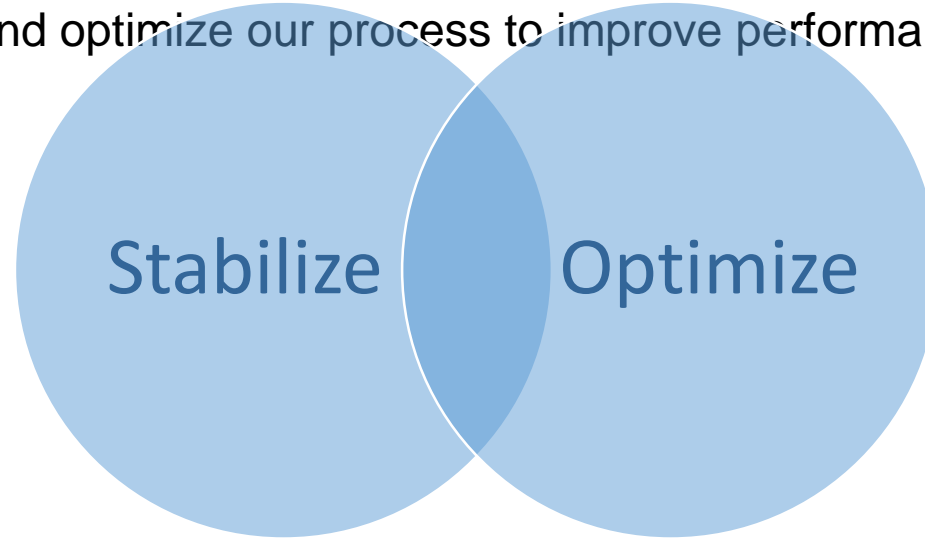 nd optimize our process to improve performa
Stabilize Optimize